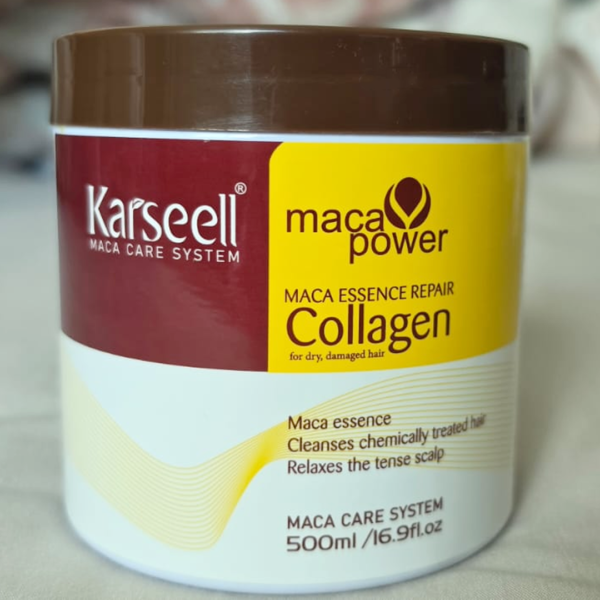 Karseell®
MACA CARE SYSTEM
maca
power
MACA ESSENCE REPAIR
Collagen
for dry, damaged hair
Maca essence
Cleanses chemically treated hair
Relaxes the tense scalp
MACA CARE SYSTEM
500ml /16.9fl.oz